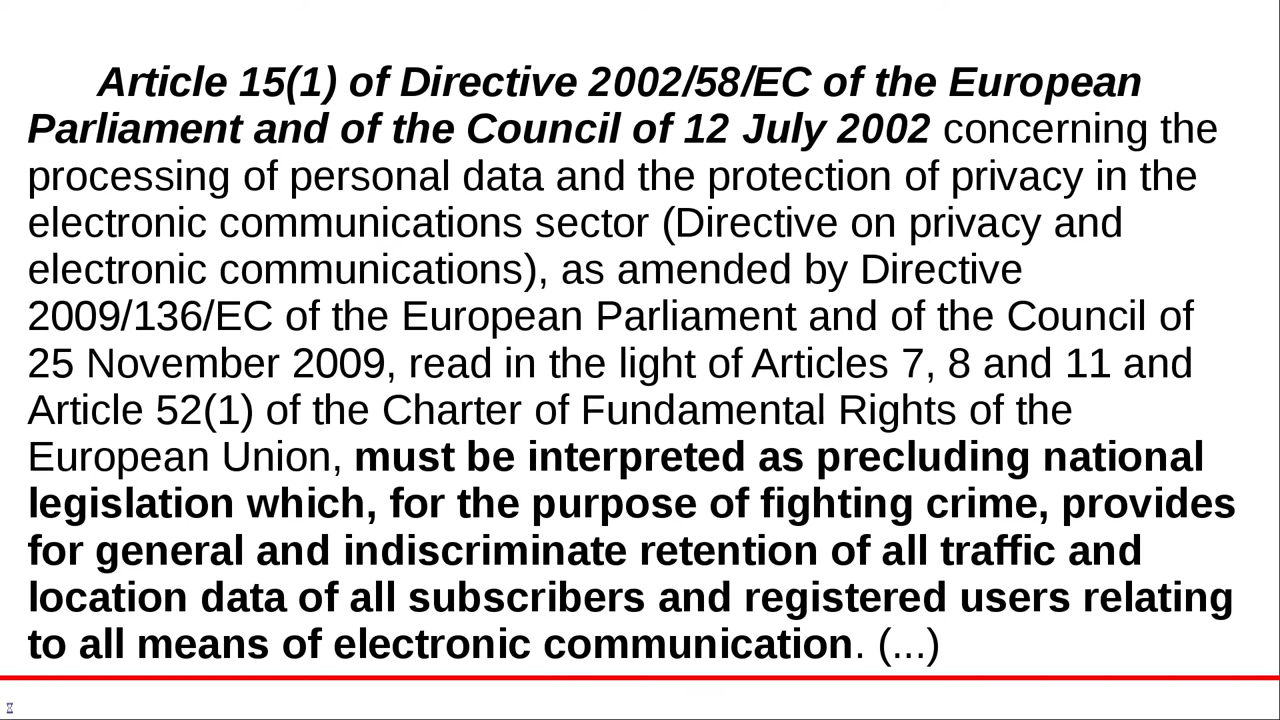 Article 15(1) of Directive 2002/58/EC of the European
Parliament and of the Council of 12 July 2002 concerning the
processing of personal data and the protection of privacy in the
electronic communications sector (Directive on privacy and
electronic communications), as amended by Directive
2009/136/EC of the European Parliament and of the Council of
25 November 2009, read in the light of Articles 7, 8 and 11 and
Article 52(1) of the Charter of Fundamental Rights of the
European Union, must be interpreted as precluding national
legislation which, for the purpose of fighting crime, provides
for general and indiscriminate retention of all traffic and
location data of all subscribers and registered users relating
to all means of electronic communication. (...)